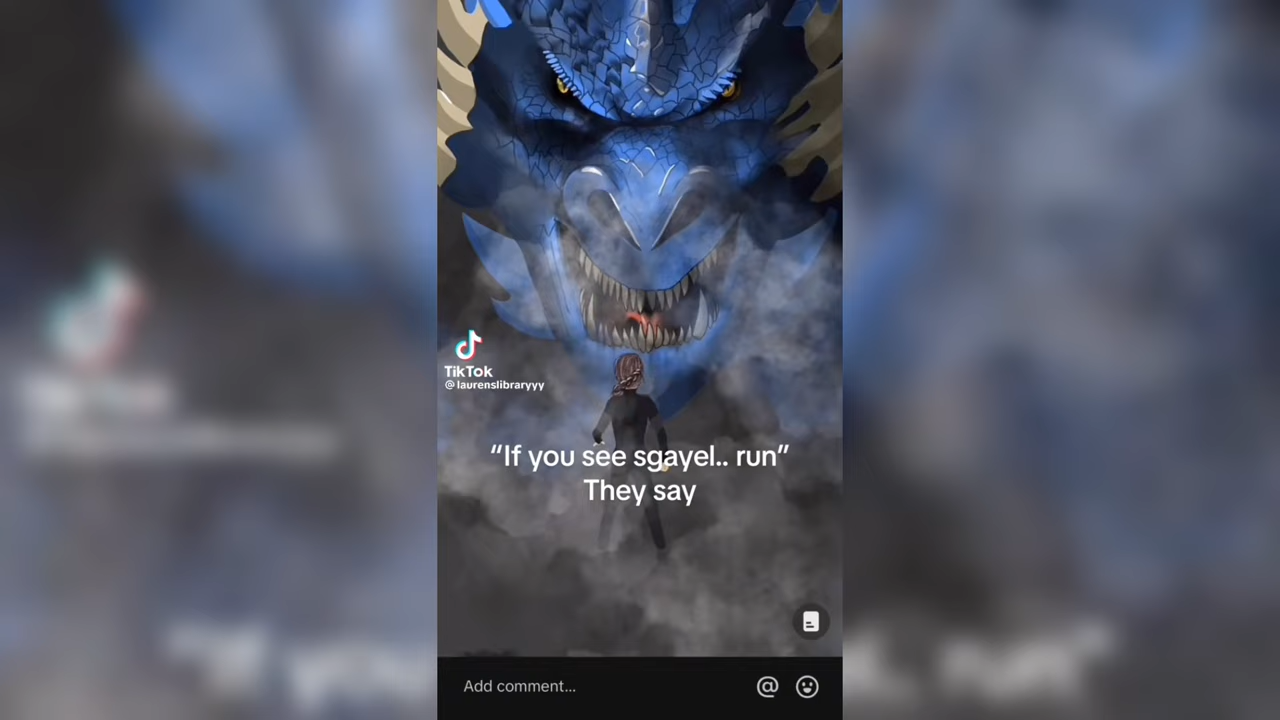 TikTok
@laurenslibraryyy
“If you see sgayel.. run”
They say
Add comment...